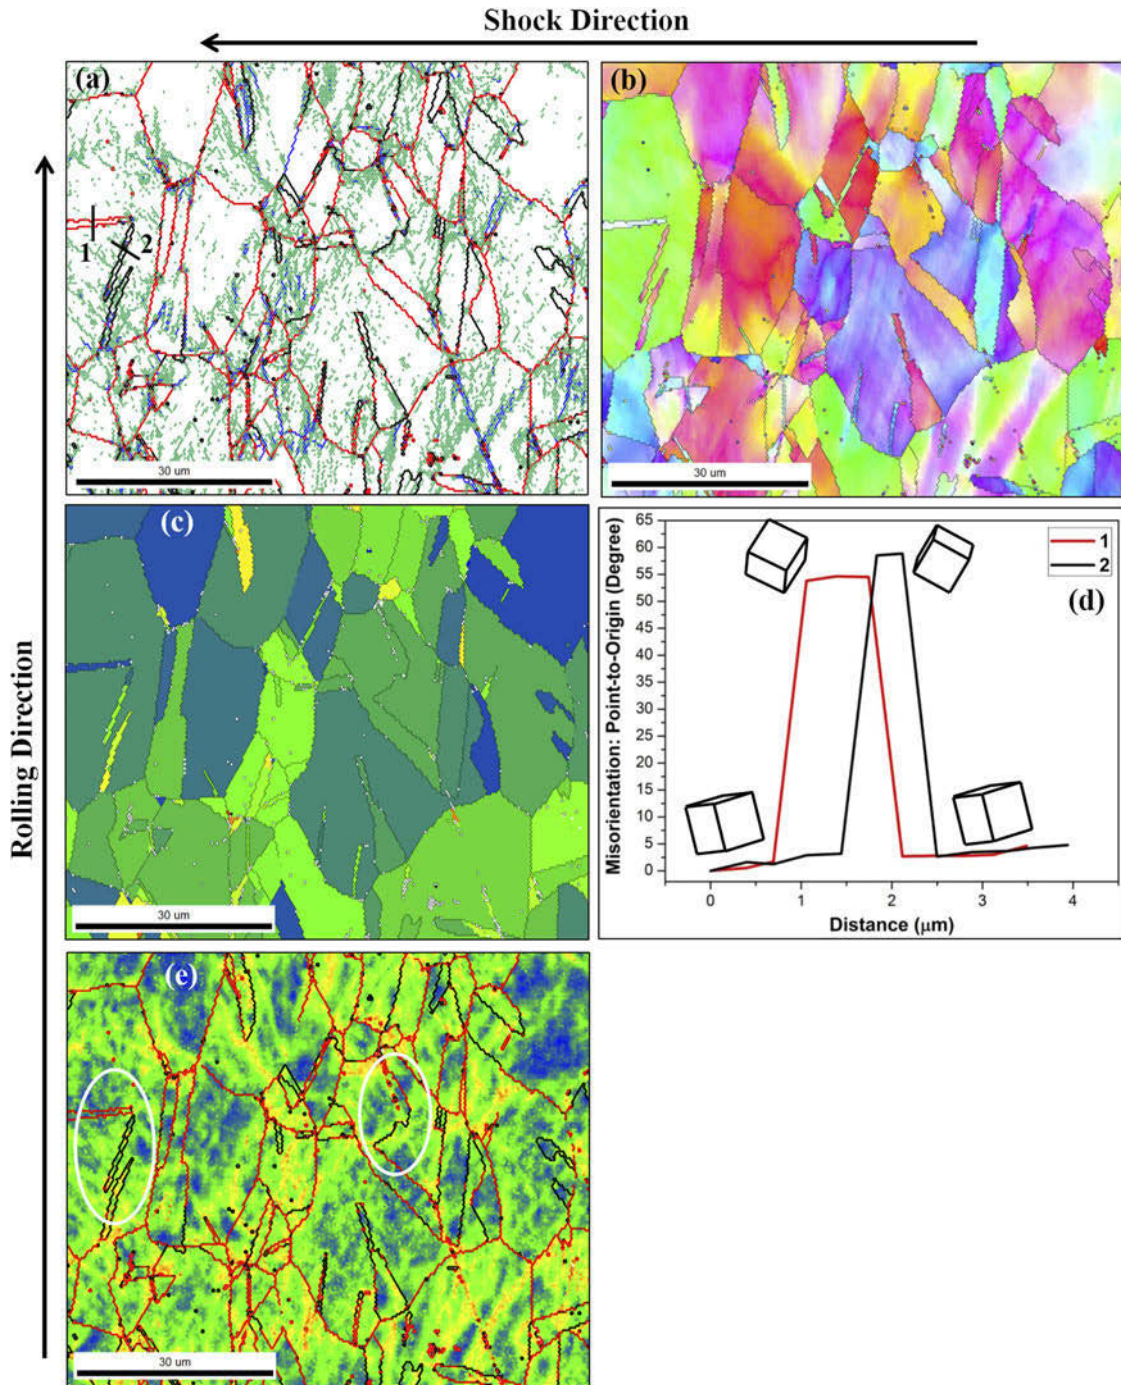 Shock Direction
Rolling Direction
(a)
1
2
30 um
(b)
30 um
(c)
30 um
(d)
1
2
Misorientation: Point-to-Origin (Degree)
65
60
55
50
45
40
35
30
25
20
15
10
5
0
0 1 2 3 4
Distance (μm)
(e)
30 um